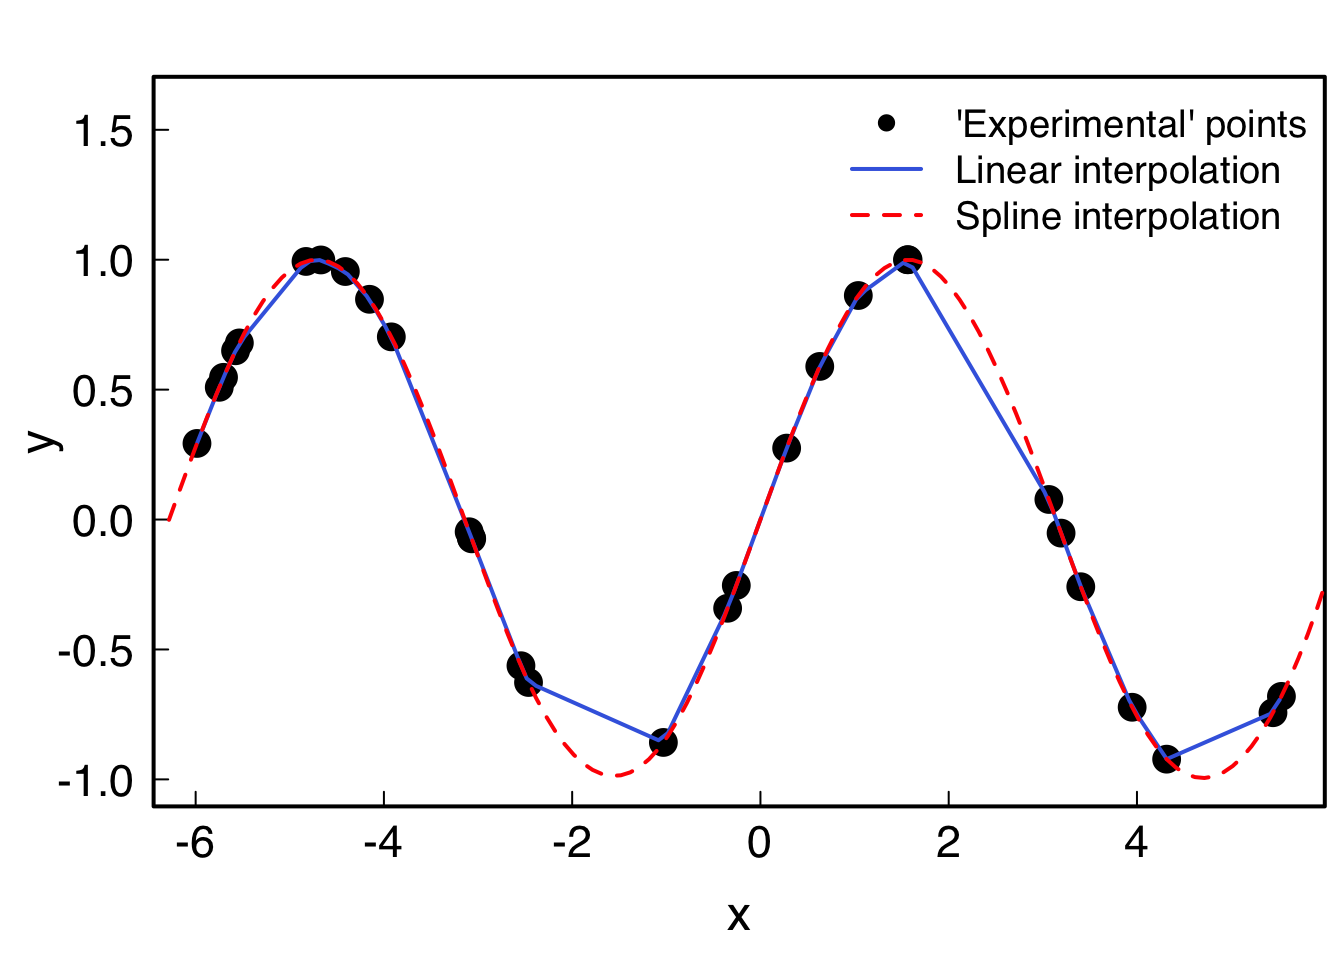 'Experimental' points
Linear interpolation
Spline interpolation
1.5
1.0
0.5
0.0
-0.5
-1.0
y
-6 -4 -2 0 2 4
x